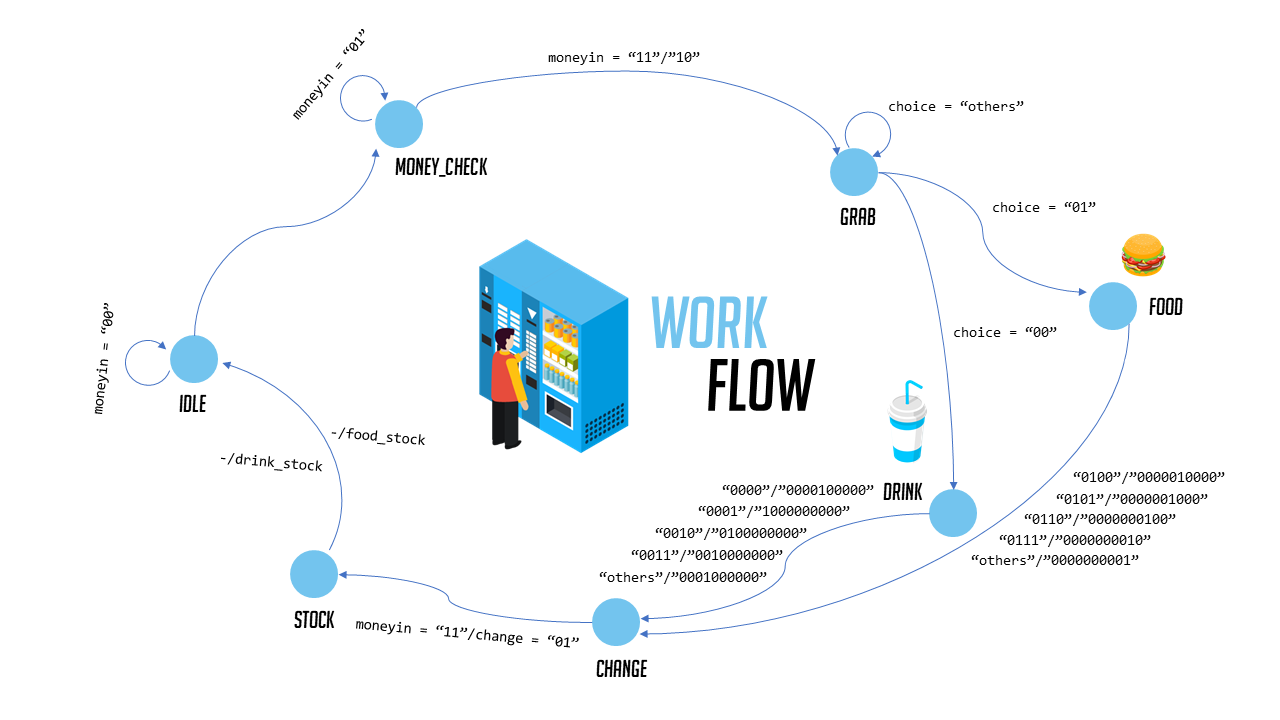 moneyin = “01”
moneyin = “11”/”10”
choice = “others”
MONEY_CHECK
GRAB
choice = “01”
FOOD
moneyin = “00”
IDLE
WORK
FLOW
choice = “00”
-/food_stock
-/drink_stock
DRINK
“0000”/”0000100000”
“0001”/”1000000000”
“0010”/”0100000000”
“0011”/”0010000000”
“others”/”0001000000”
“0100”/”0000010000”
“0101”/”0000001000”
“0110”/”0000000100”
“0111”/”0000000010”
“others”/”0000000001”
STOCK
moneyin = “11”/change = “01”
CHANGE